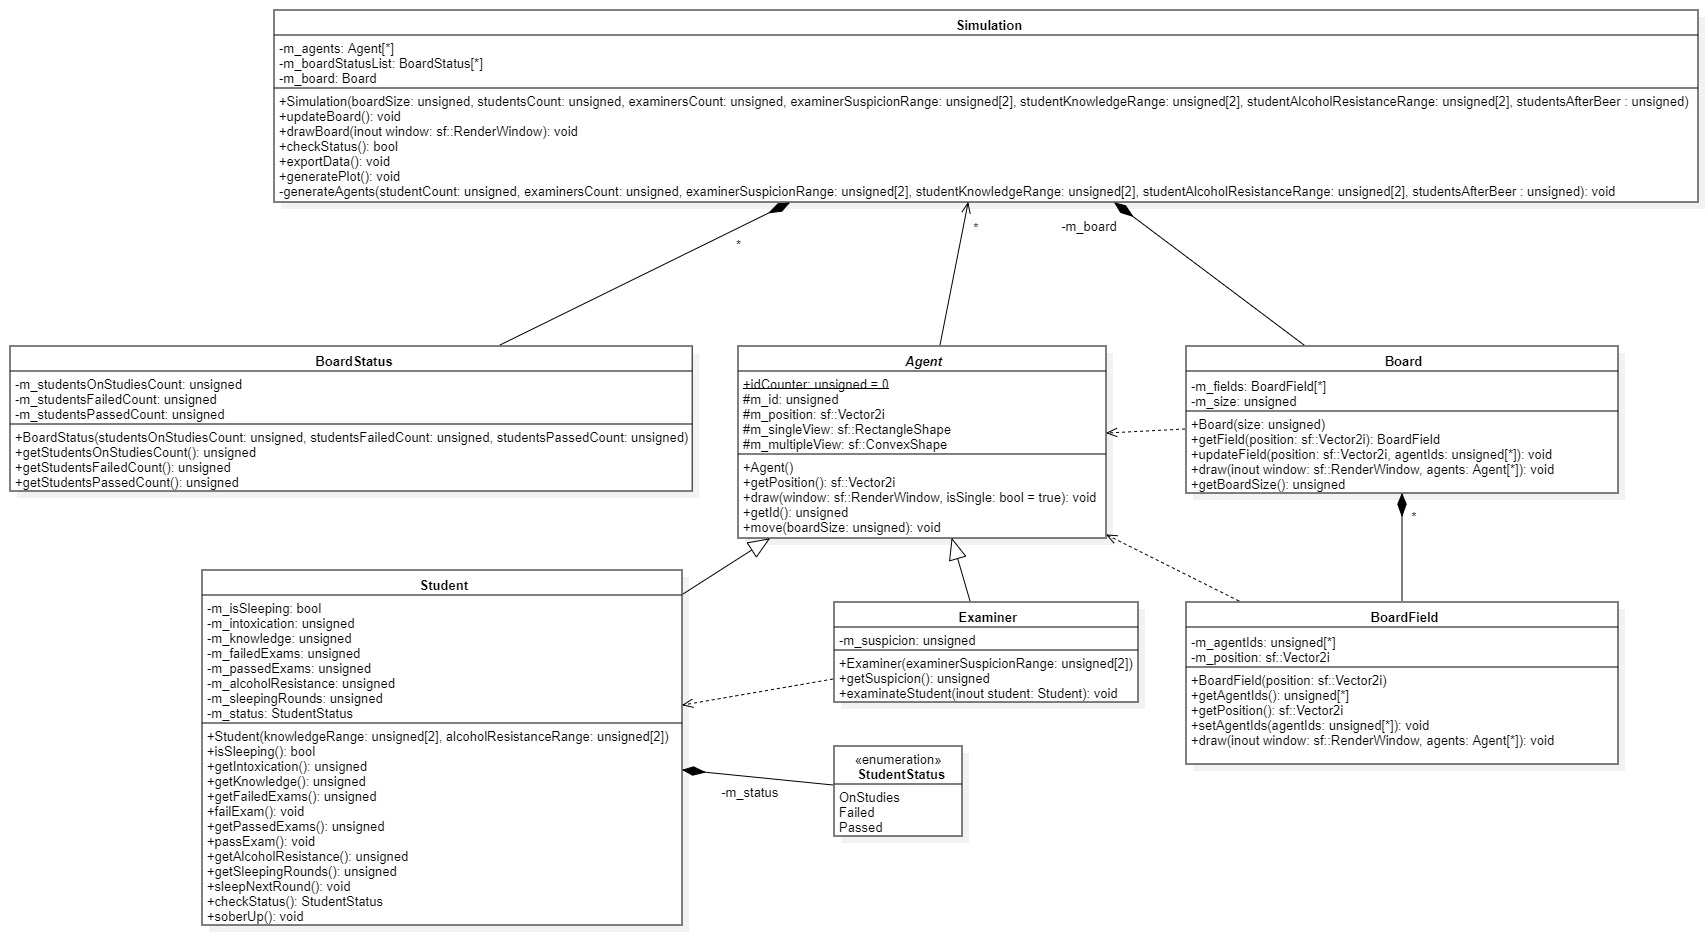 Simulation
-m_agents: Agent[*]
-m_boardStatusList: BoardStatus[*]
-m_board: Board
+Simulation(boardSize: unsigned, studentsCount: unsigned, examinersCount: unsigned, examinerSuspicionRange: unsigned[2], studentKnowledgeRange: unsigned[2], studentAlcoholResistanceRange: unsigned[2], studentsAfterBeer : unsigned)
+updateBoard(): void
+drawBoard(inout window: sf::RenderWindow): void
+checkStatus(): bool
+exportData(): void
+generatePlot(): void
-generateAgents(studentCount: unsigned, examinersCount: unsigned, examinerSuspicionRange: unsigned[2], studentKnowledgeRange: unsigned[2], studentAlcoholResistanceRange: unsigned[2], studentsAfterBeer : unsigned): void
*
*
-m_board
BoardStatus
-m_studentsOnStudiesCount: unsigned
-m_studentsFailedCount: unsigned
-m_studentsPassedCount: unsigned
+BoardStatus(studentsOnStudiesCount: unsigned, studentsFailedCount: unsigned, studentsPassedCount: unsigned)
+getStudentsOnStudiesCount(): unsigned
+getStudentsFailedCount(): unsigned
+getStudentsPassedCount(): unsigned
Agent
+idCounter: unsigned = 0
#m_id: unsigned
#m_position: sf::Vector2i
#m_singleView: sf::RectangleShape
#m_multipleView: sf::ConvexShape
+Agent()
+getPosition(): sf::Vector2i
+draw(window: sf::RenderWindow, isSingle: bool = true): void
+getId(): unsigned
+move(boardSize: unsigned): void
Board
-m_fields: BoardField[*]
-m_size: unsigned
+Board(size: unsigned)
+getField(position: sf::Vector2i): BoardField
+updateField(position: sf::Vector2i, agentIds: unsigned[*]): void
+draw(inout window: sf::RenderWindow, agents: Agent[*]): void
+getBoardSize(): unsigned
*
Student
-m_isSleeping: bool
-m_intoxication: unsigned
-m_knowledge: unsigned
-m_failedExams: unsigned
-m_passedExams: unsigned
-m_alcoholResistance: unsigned
-m_sleepingRounds: unsigned
-m_status: StudentStatus
+Student(knowledgeRange: unsigned[2], alcoholResistanceRange: unsigned[2])
+isSleeping(): bool
+getIntoxication(): unsigned
+getKnowledge(): unsigned
+getFailedExams(): unsigned
+failExam(): void
+getPassedExams(): unsigned
+passExam(): void
+getAlcoholResistance(): unsigned
+getSleepingRounds(): unsigned
+sleepNextRound(): void
+checkStatus(): StudentStatus
+soberUp(): void
Examiner
-m_suspicion: unsigned
+Examiner(examinerSuspicionRange: unsigned[2])
+getSuspicion(): unsigned
+examinateStudent(inout student: Student): void
BoardField
-m_agentIds: unsigned[*]
-m_position: sf::Vector2i
+BoardField(position: sf::Vector2i)
+getAgentIds(): unsigned[*]
+getPosition(): sf::Vector2i
+setAgentIds(agentIds: unsigned[*]): void
+draw(inout window: sf::RenderWindow, agents: Agent[*]): void
-m_status
«enumeration»
StudentStatus
OnStudies
Failed
Passed